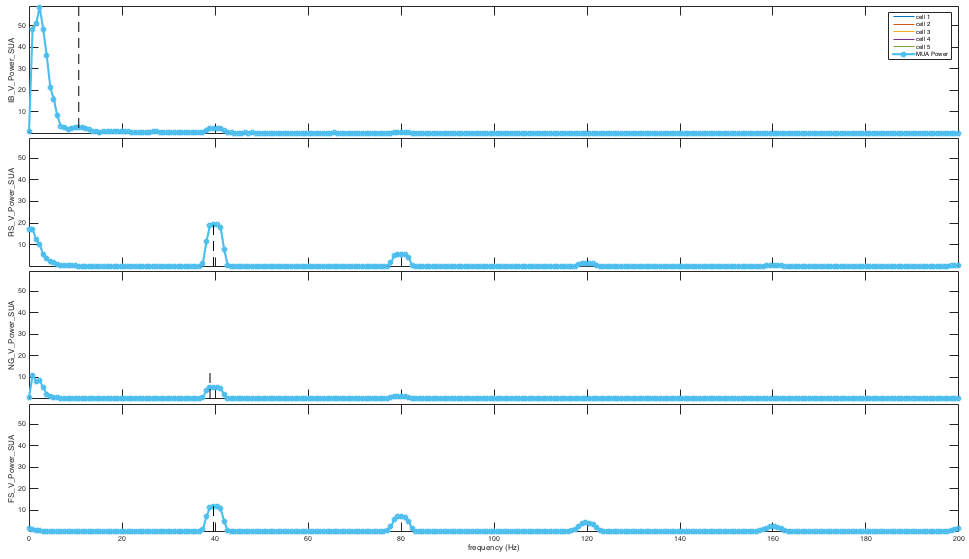 IB_V_Power_SUA
50
40
30
20
10
cell 1
cell 2
cell 3
cell 4
cell 5
MUA Power
RS_V_Power_SUA
50
40
30
20
10
NG_V_Power_SUA
50
40
30
20
10
FS_V_Power_SUA
50
40
30
20
10
0 20 40 60 80 100 120 140 160 180 200
frequency (Hz)